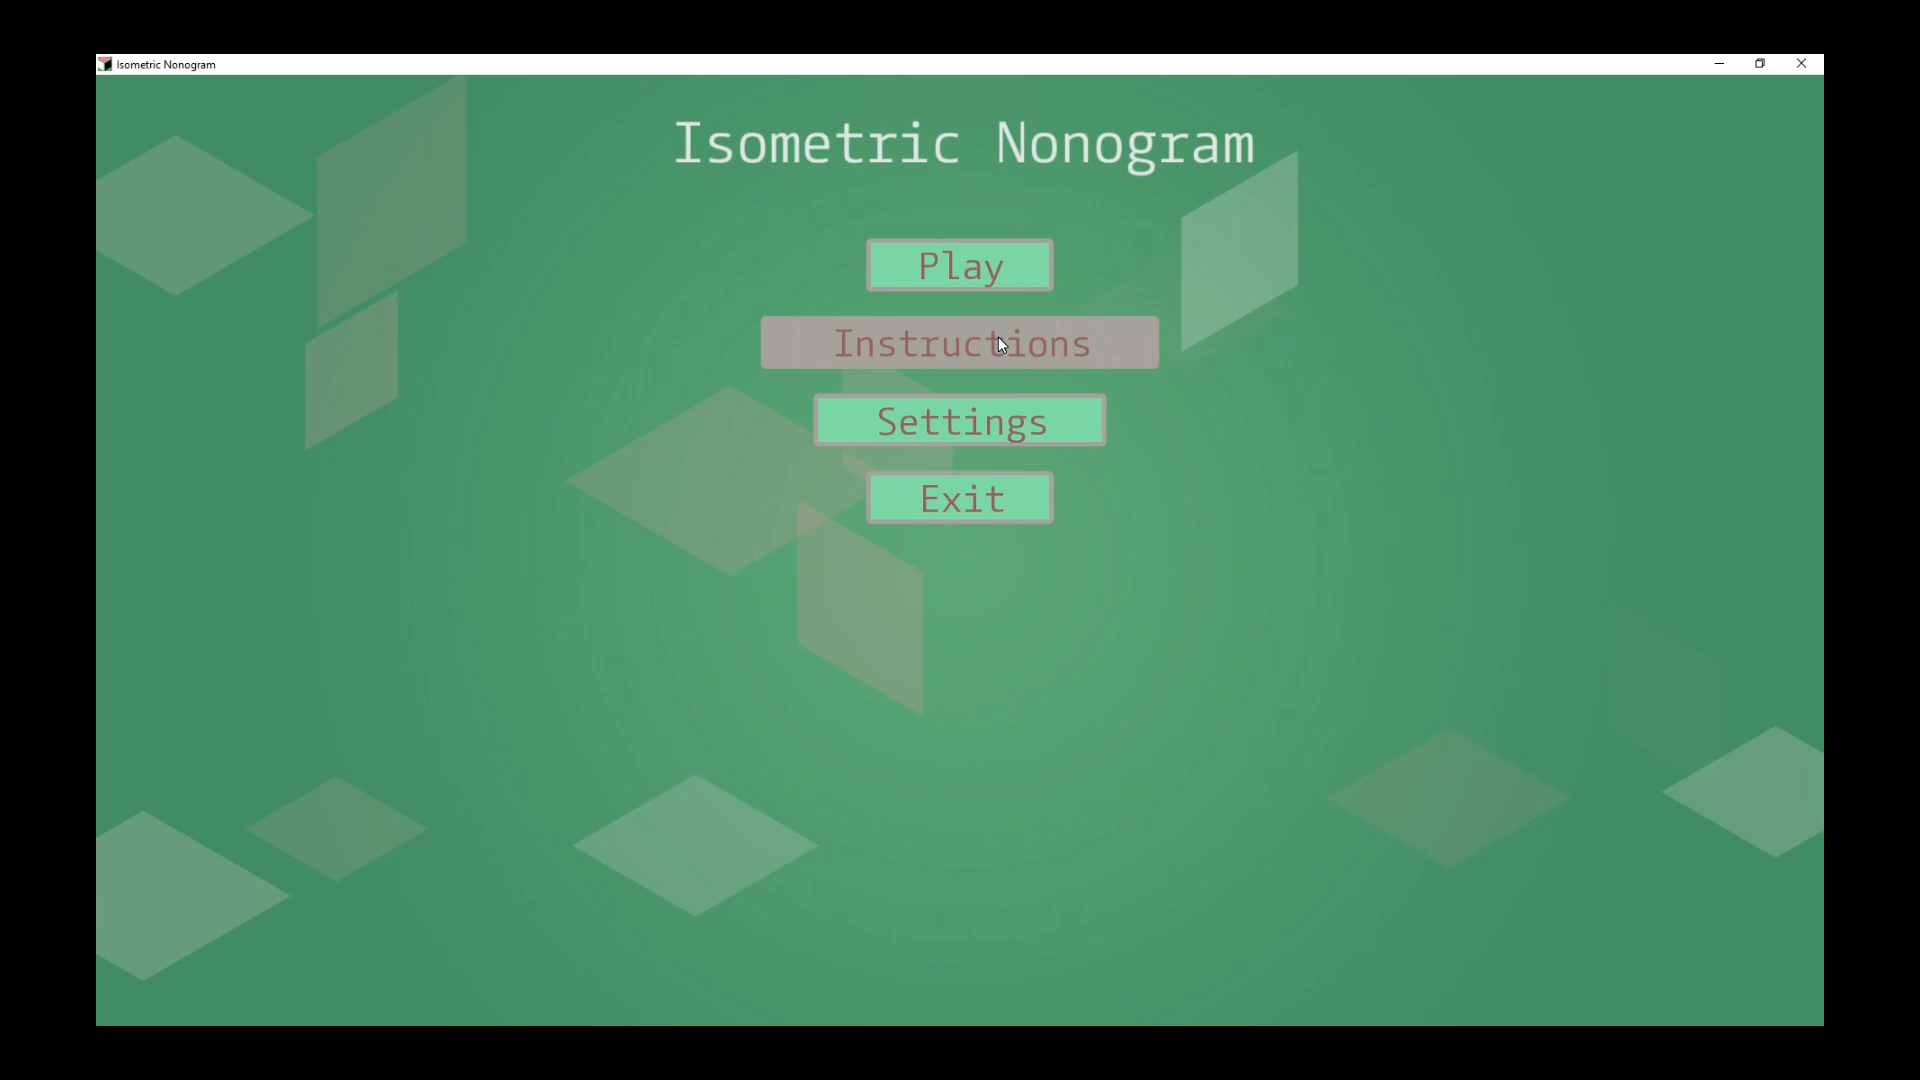 Isometric Nonogram
Isometric Nonogram
Play
Instructions
Settings
Exit